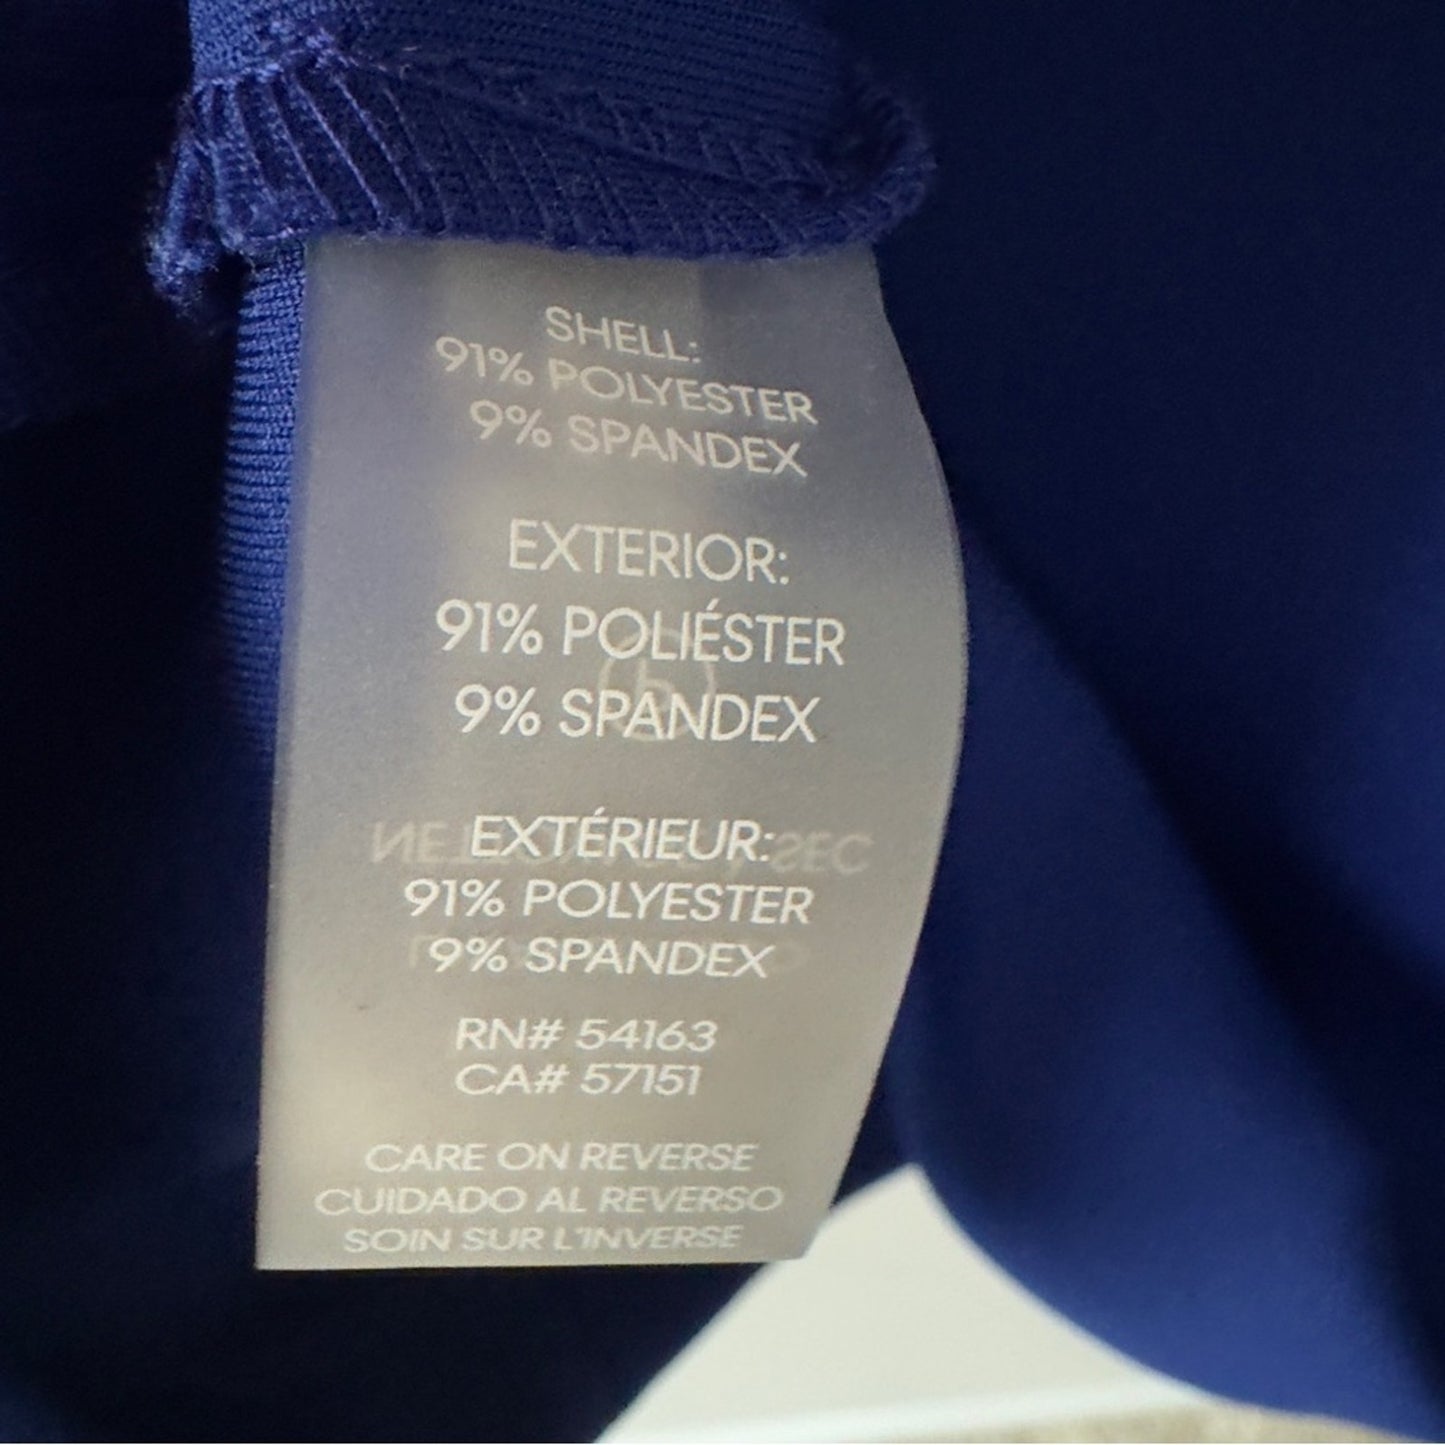 SHELL:
91% POLYESTER
9% SPANDEX
EXTERIOR:
91% POLIÉSTER
9% SPANDEX
EXTÉRIEUR:
91% POLYESTER
9% SPANDEX
RN# 54163
CA# 57151
CARE ON REVERSE
CUIDADO AL REVERSO
SOIN SUR L'INVERSE